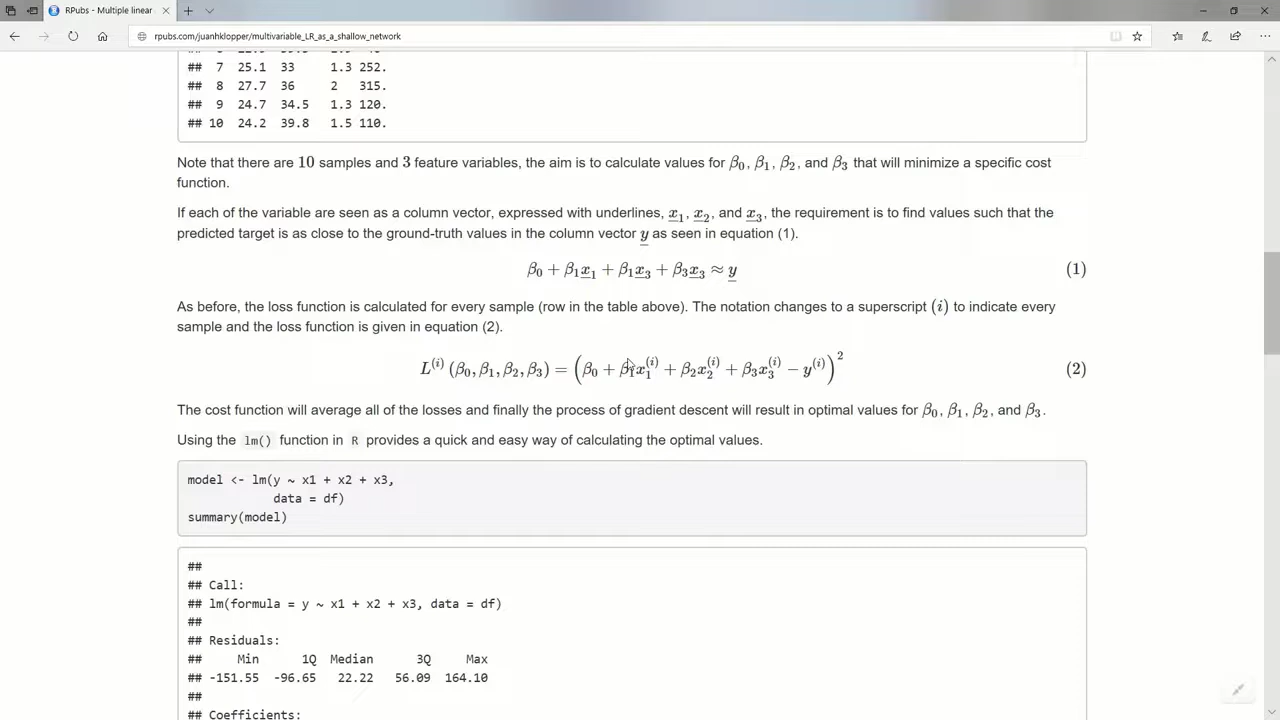 RPubs - Multiple linear
rpubs.com/juanhklopper/multivariable_LR_as_a_shallow_network
## 7 25.1 33 1.3 252.
## 8 27.7 36 2 315.
## 9 24.7 34.5 1.3 120.
## 10 24.2 39.8 1.5 110.
Note that there are 10 samples and 3 feature variables, the aim is to calculate values for β₀, β₁, β₂, and β₃ that will minimize a specific cost
function.
If each of the variable are seen as a column vector, expressed with underlines, x₁, x₂, and x₃, the requirement is to find values such that the
predicted target is as close to the ground-truth values in the column vector y as seen in equation (1).
β₀ + β₁x₁ + β₁x₃ + β₃x₃ ≈ y (1)
As before, the loss function is calculated for every sample (row in the table above). The notation changes to a superscript (i) to indicate every
sample and the loss function is given in equation (2).
L⁽ⁱ⁾ (β₀, β₁, β₂, β₃) = (β₀ + β₁x₁⁽ⁱ⁾ + β₂x₂⁽ⁱ⁾ + β₃x₃⁽ⁱ⁾ − y⁽ⁱ⁾)² (2)
The cost function will average all of the losses and finally the process of gradient descent will result in optimal values for β₀, β₁, β₂, and β₃.
Using the lm() function in R provides a quick and easy way of calculating the optimal values.
model <- lm(y ~ x1 + x2 + x3,
data = df)
summary(model)
##
## Call:
## lm(formula = y ~ x1 + x2 + x3, data = df)
##
## Residuals:
## Min 1Q Median 3Q Max
## -151.55 -96.65 22.22 56.09 164.10
##
## Coefficients: